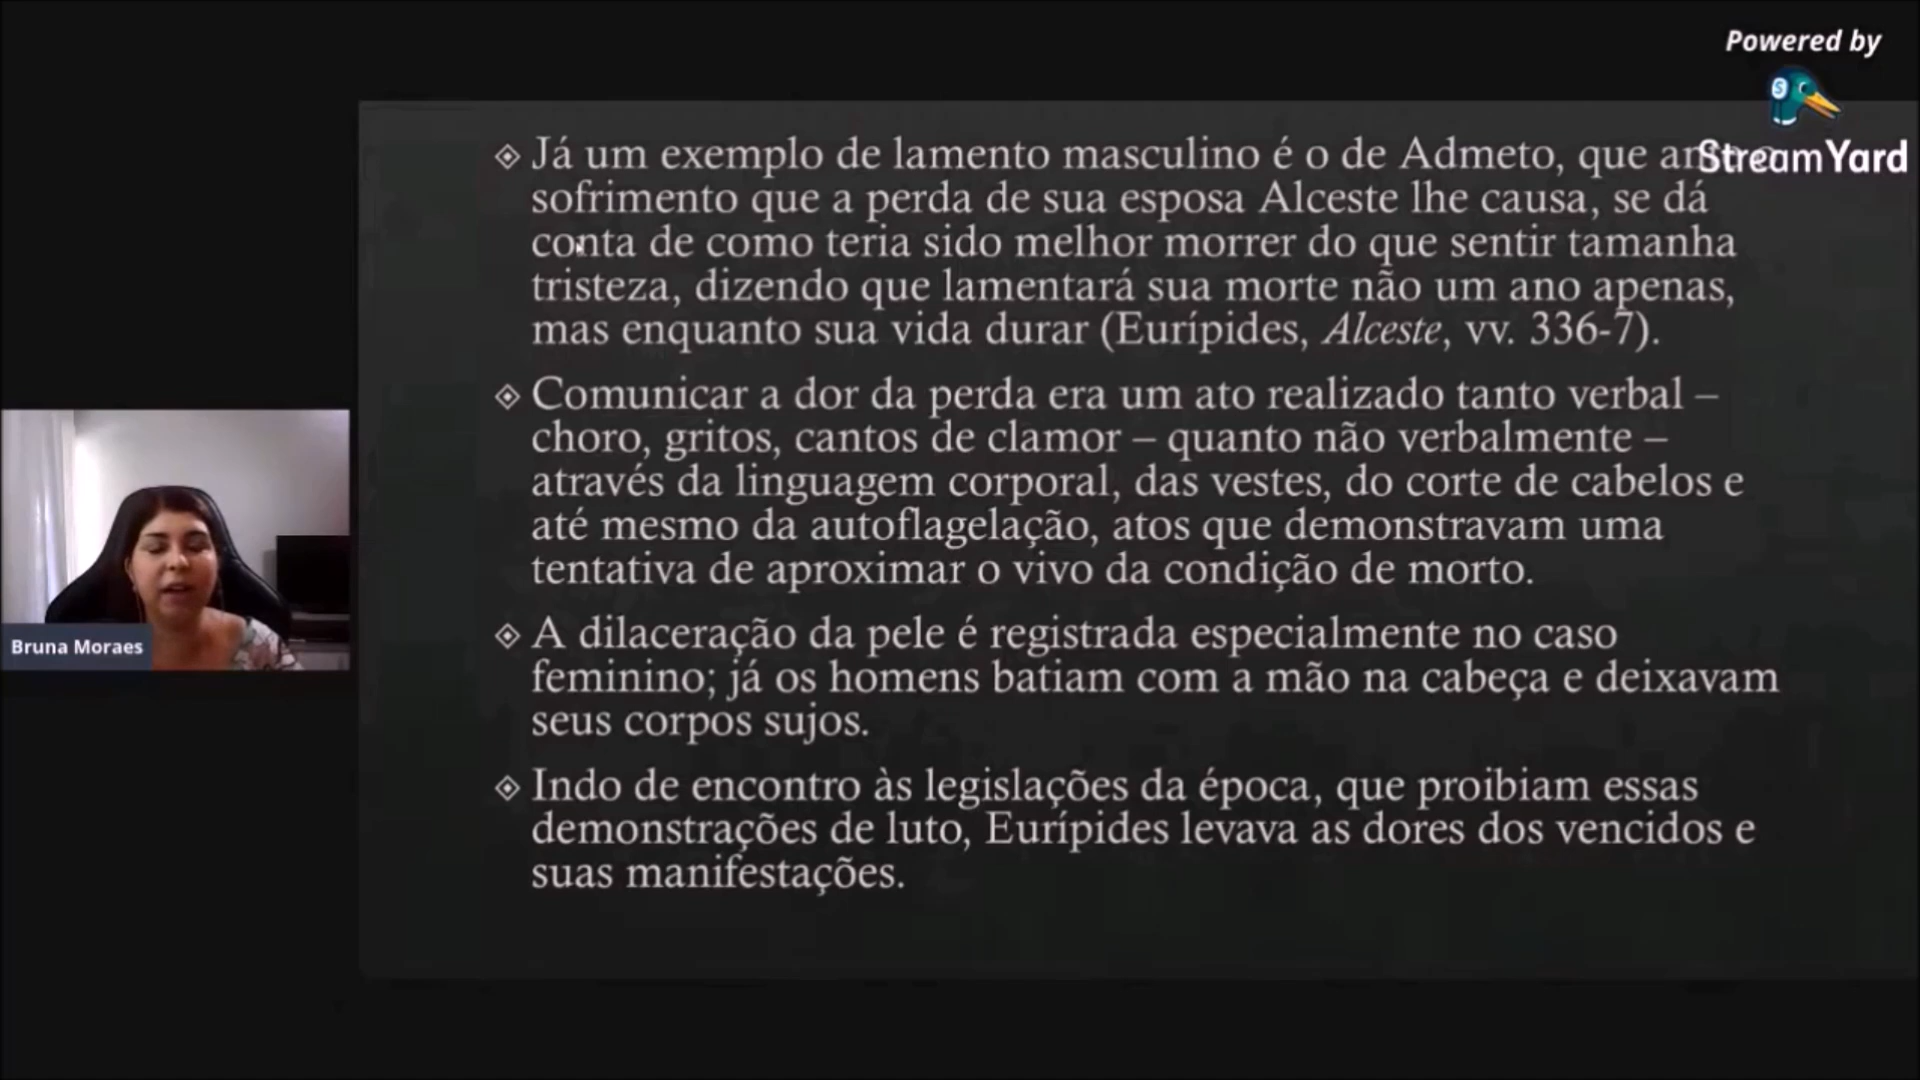 Powered by
StreamYard
Já um exemplo de lamento masculino é o de Admeto, que
sofrimento que a perda de sua esposa Alceste lhe causa, se dá
conta de como teria sido melhor morrer do que sentir tamanha
tristeza, dizendo que lamentará sua morte não um ano apenas,
mas enquanto sua vida durar (Eurípides, Alceste, vv. 336-7).
Comunicar a dor da perda era um ato realizado tanto verbal –
choro, gritos, cantos de clamor – quanto não verbalmente –
através da linguagem corporal, das vestes, do corte de cabelos e
até mesmo da autoflagelação, atos que demonstravam uma
tentativa de aproximar o vivo da condição de morto.
A dilaceração da pele é registrada especialmente no caso
feminino; já os homens batiam com a mão na cabeça e deixavam
seus corpos sujos.
Indo de encontro às legislações da época, que proibiam essas
demonstrações de luto, Eurípides levava as dores dos vencidos e
suas manifestações.
Bruna Moraes